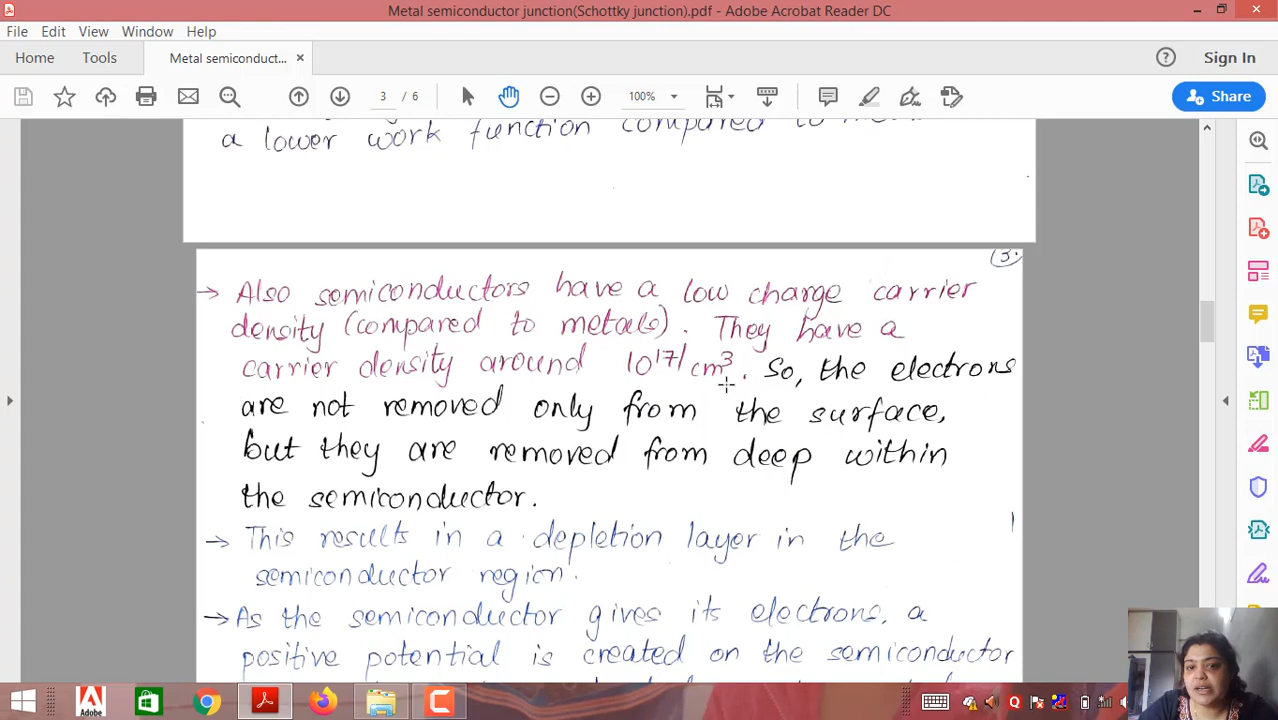 Metal semiconductor junction(Schottky junction).pdf - Adobe Acrobat Reader DC
File Edit View Window Help
Home Tools Metal semiconduct... × Sign In
3 / 6 100% Share
a lower work function compared to
(3.
→ Also semiconductors have a low charge carrier
density (compared to metals). They have a
carrier density around 10¹⁷/cm³. So, the electrons
are not removed only from the surface,
but they are removed from deep within
the semiconductor.
→ This results in a depletion layer in the
semiconductor region.
→ As the semiconductor gives its electrons, a
positive potential is created on the semiconductor
Adobe